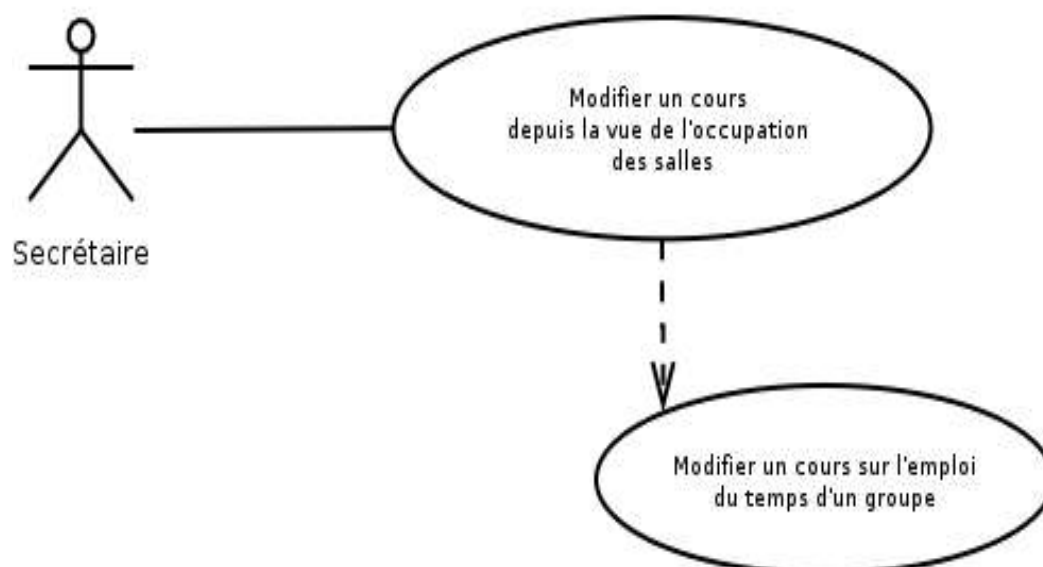 Modifier un cours
depuis la vue de l'occupation
des salles
Secrétaire
Modifier un cours sur l'emploi
du temps d'un groupe